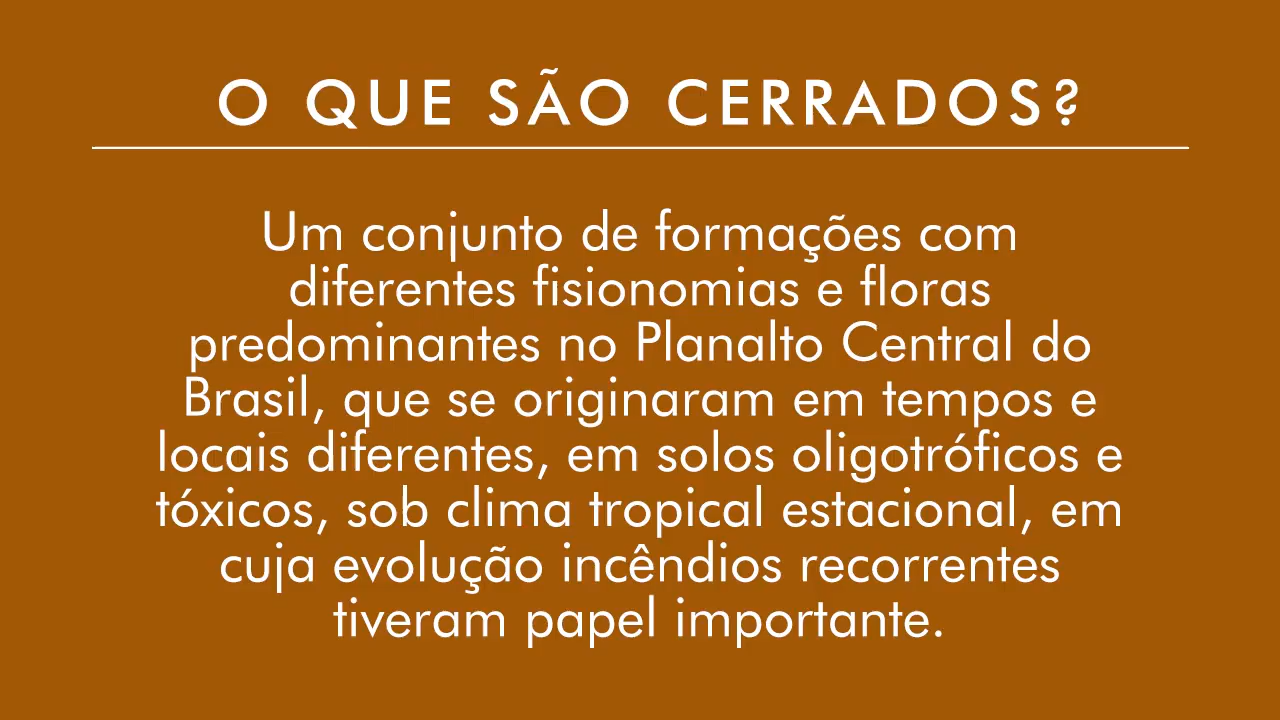 O QUE SÃO CERRADOS?
Um conjunto de formações com
diferentes fisionomias e floras
predominantes no Planalto Central do
Brasil, que se originaram em tempos e
locais diferentes, em solos oligotróficos e
tóxicos, sob clima tropical estacional, em
cuja evolução incêndios recorrentes
tiveram papel importante.